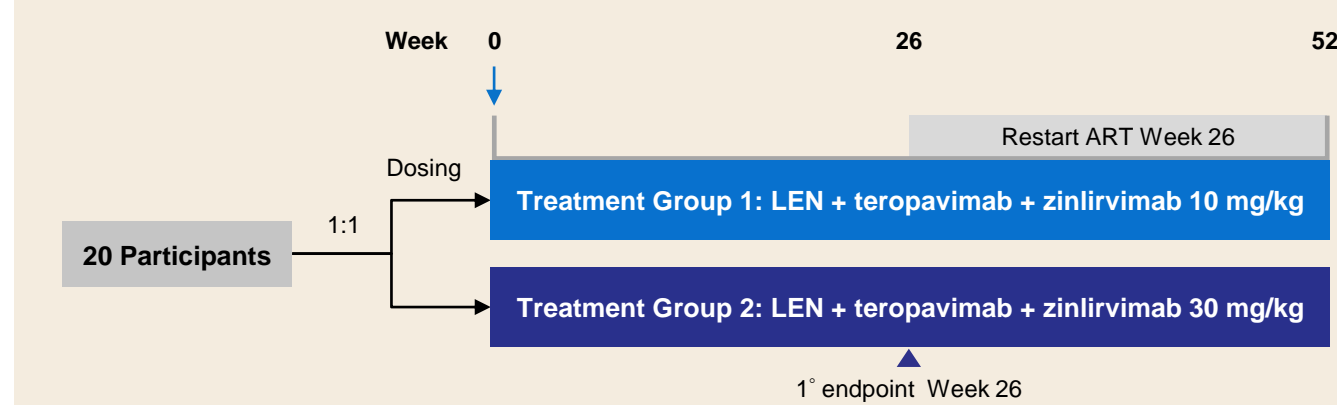 Week 0 26 52
Restart ART Week 26
Dosing
Treatment Group 1: LEN + teropavimab + zinlirvimab 10 mg/kg
1:1
20 Participants
Treatment Group 2: LEN + teropavimab + zinlirvimab 30 mg/kg
1° endpoint Week 26